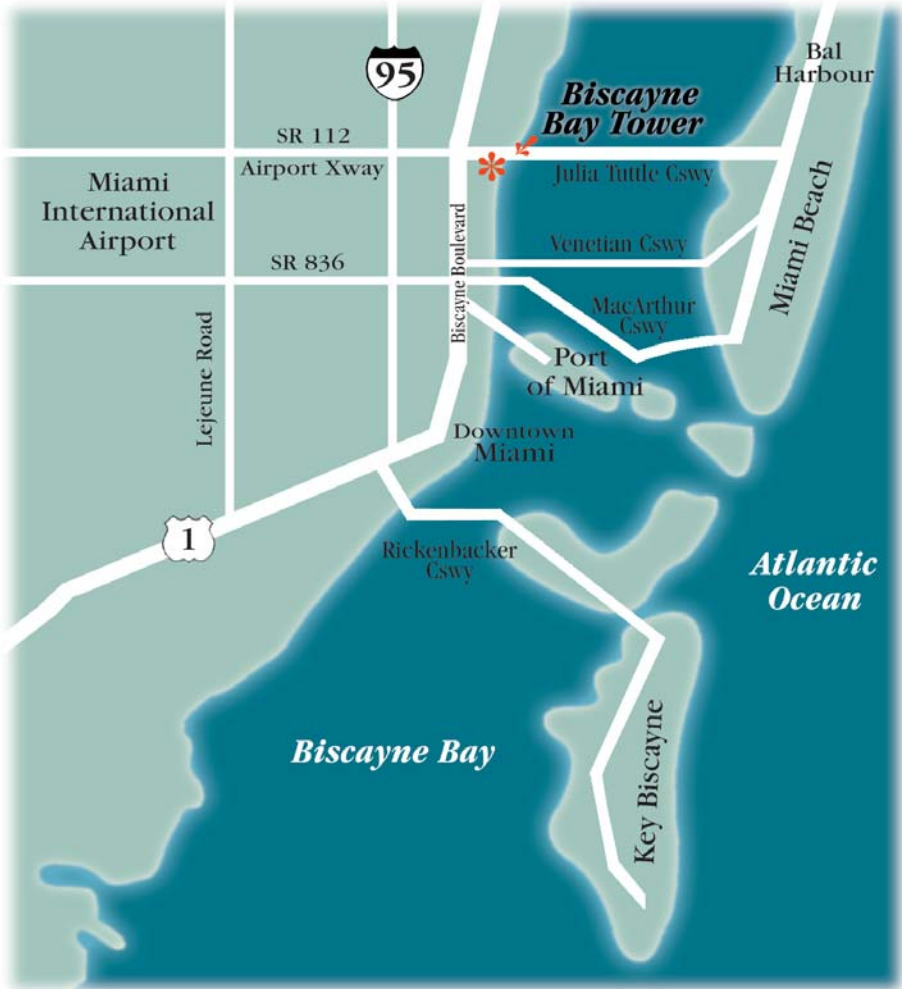 Bal
Harbour
95
Biscayne
Bay Tower
SR 112
Airport Xway
Julia Tuttle Cswy
Miami
International
Airport
Biscayne Boulevard
Venetian Cswy
Miami Beach
SR 836
MacArthur
Cswy
Lejeune Road
Port
of Miami
Downtown
Miami
1
Rickenbacker
Cswy
Atlantic
Ocean
Biscayne Bay
Key Biscayne